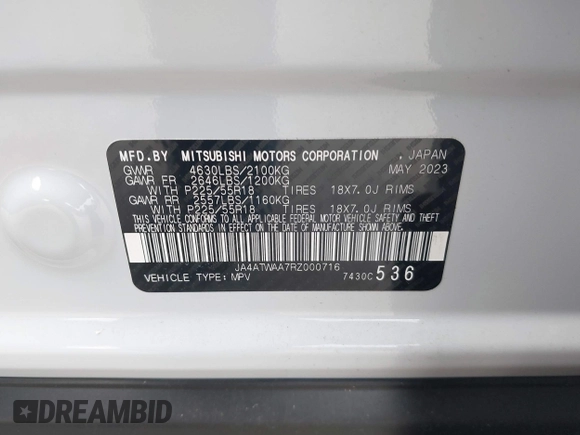 MFD.BY MITSUBISHI MOTORS CORPORATION , JAPAN
GVWR 4630LBS/2100KG MAY 2023
GAWR FR 2646LBS/1200KG
WITH P225/55R18 TIRES 18X7.0J RIMS
GAWR RR 2557LBS/1160KG
WITH P225/55R18 TIRES 18X7.0J RIMS
THIS VEHICLE CONFORMS TO ALL APPLICABLE FEDERAL MOTOR VEHICLE SAFETY AND THEFT PREVENTION STANDARDS IN EFFECT ON THE DATE OF MANUFACTURE SHOWN ABOVE.
JA4ATWAA7RZ000716
VEHICLE TYPE: MPV 7430C 536
DREAMBID